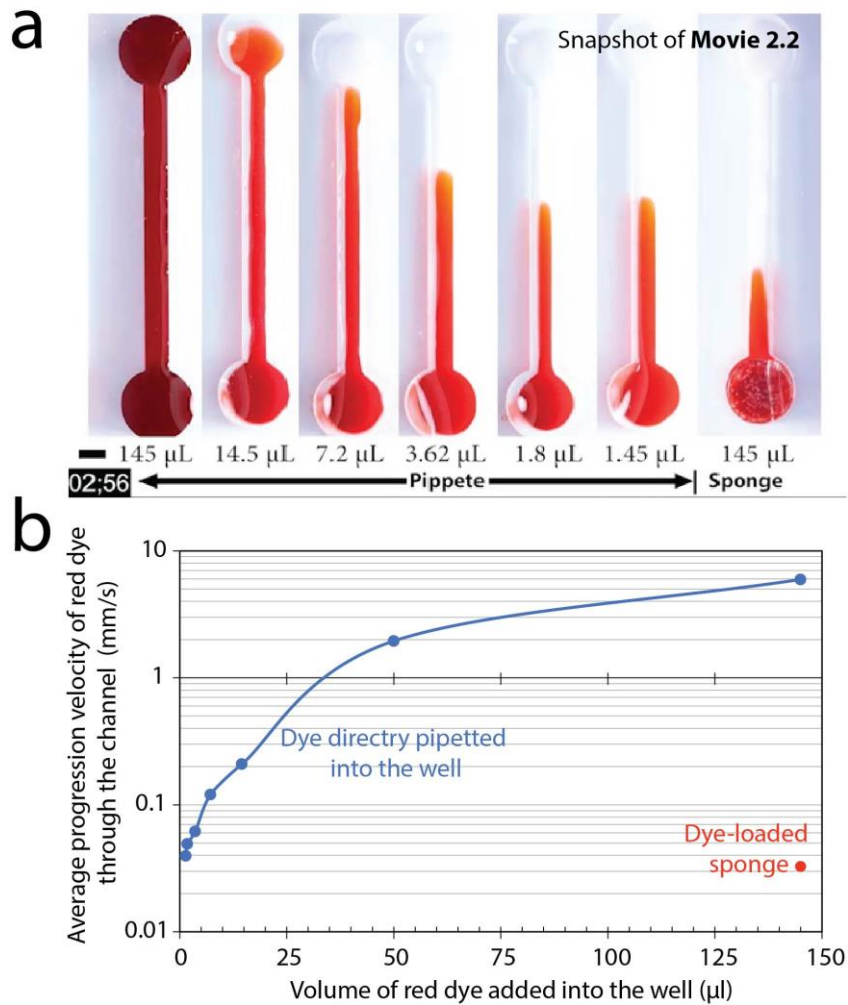 a
Snapshot of Movie 2.2
145 µL 14.5 µL 7.2 µL 3.62 µL 1.8 µL 1.45 µL 145 µL
02;56 Pippete Sponge
b
Average progression velocity of red dye
through the channel (mm/s)
10
1
0.1
0.01
Dye directry pipetted
into the well
Dye-loaded
sponge
0 25 50 75 100 125 150
Volume of red dye added into the well (µl)